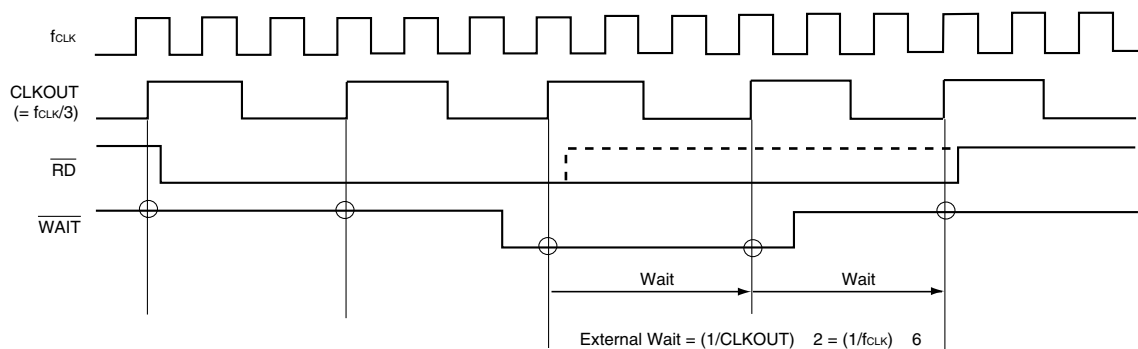 fCLK
CLKOUT
(= fCLK/3)
RD
WAIT
Wait Wait
External Wait = (1/CLKOUT) 2 = (1/fCLK) 6